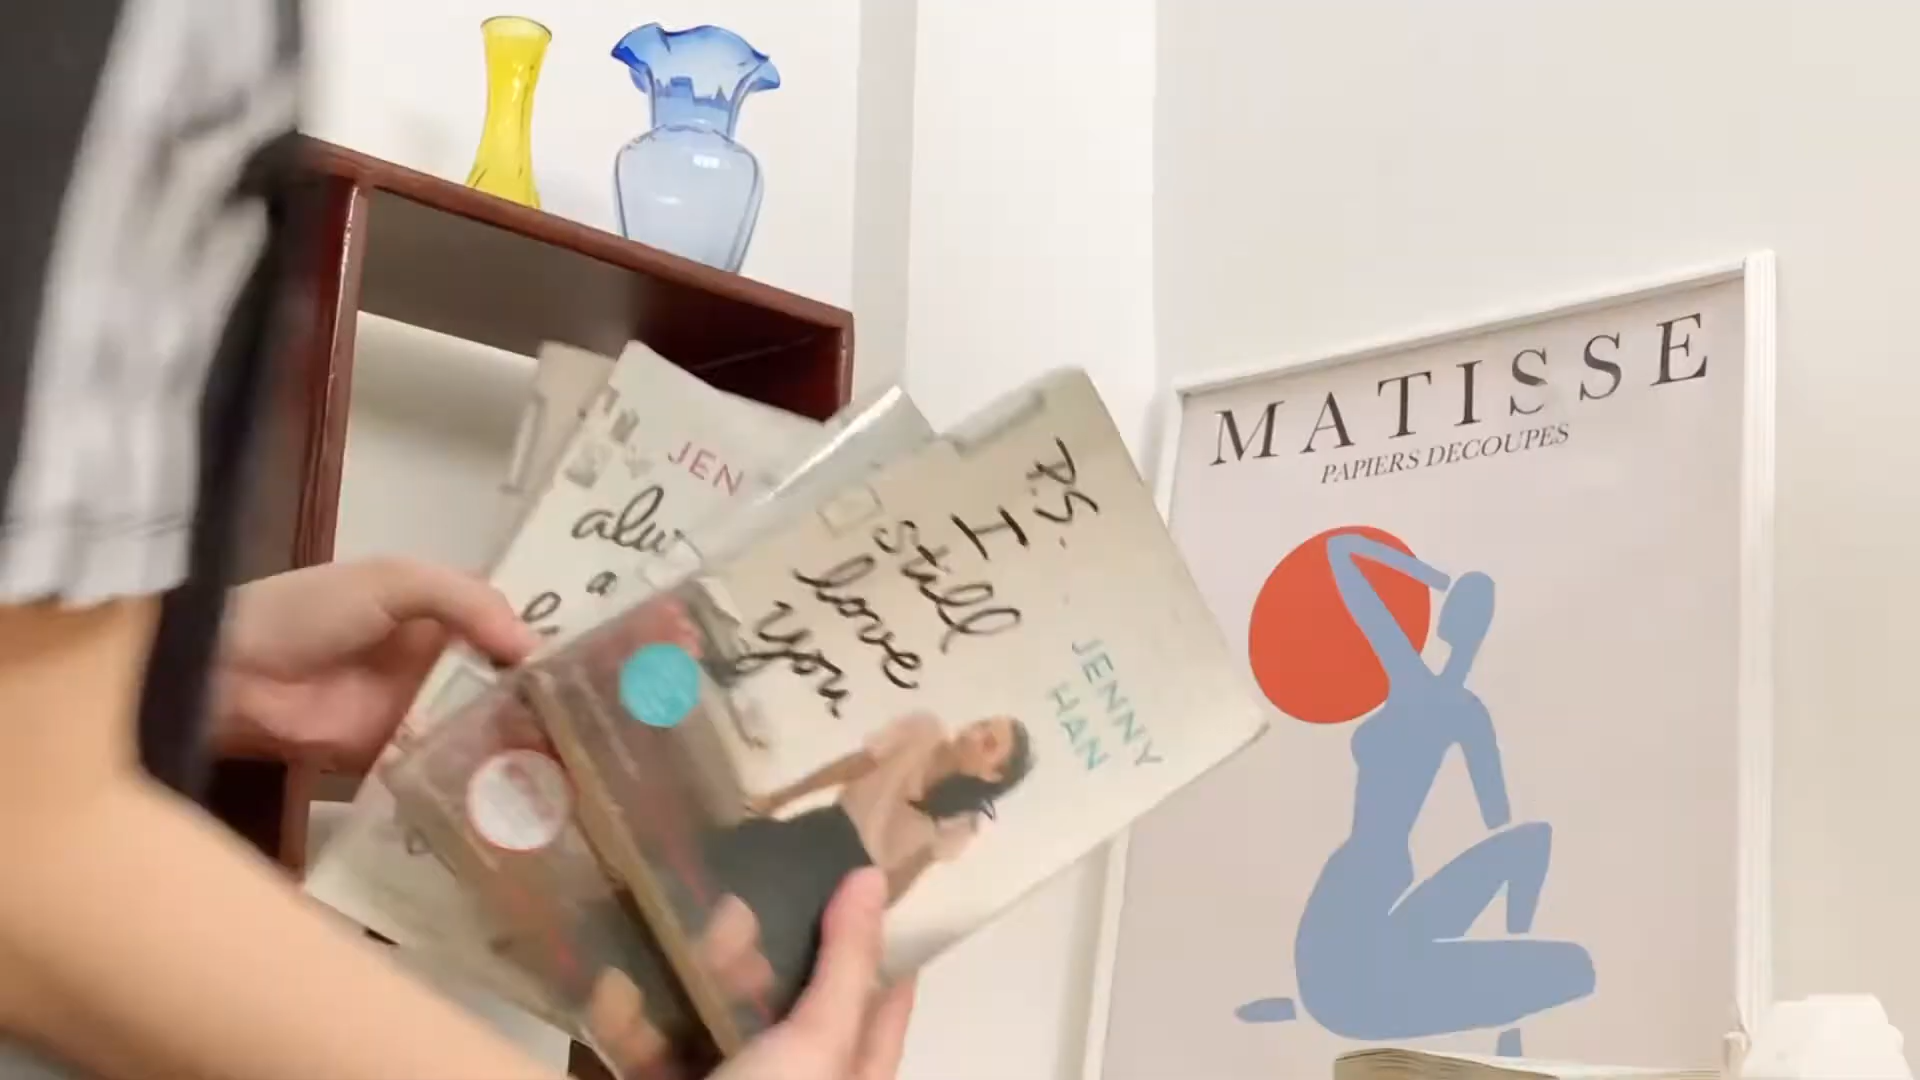 JEN
alw
a
P.S.
I
still
love
you
JENNY
HAN
MATISSE
PAPIERS DECOUPES